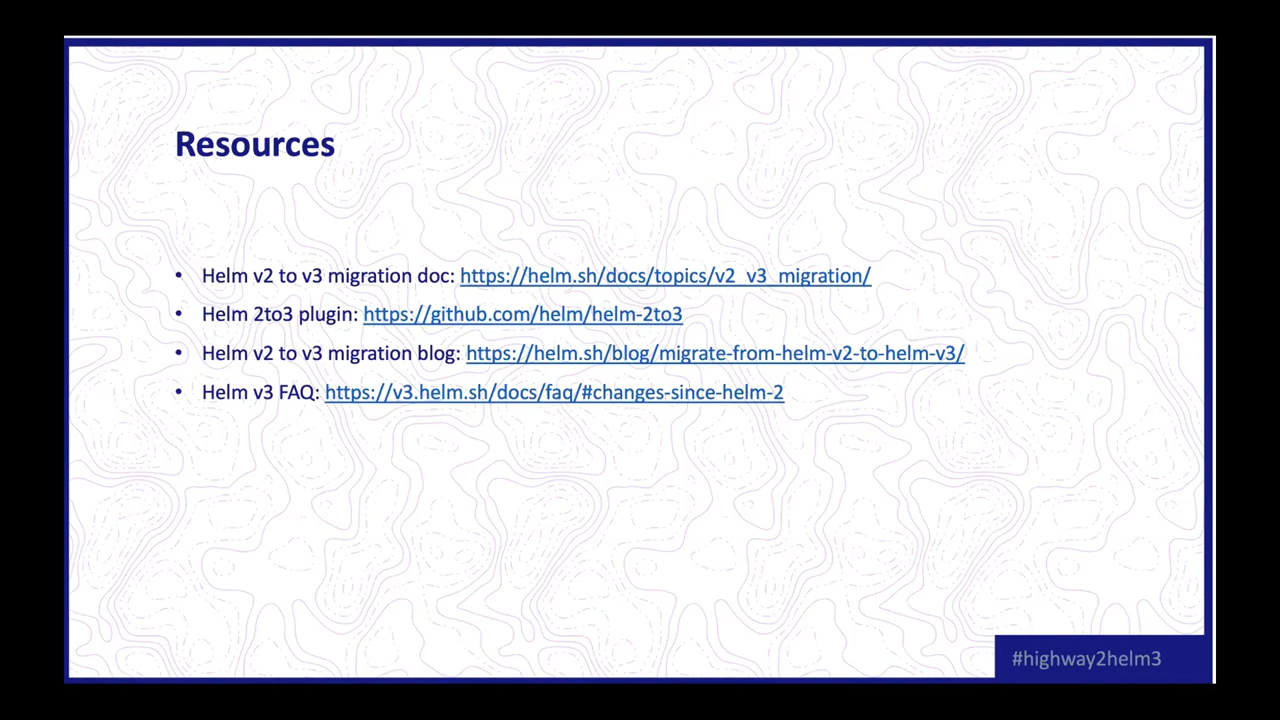 Resources
• Helm v2 to v3 migration doc: https://helm.sh/docs/topics/v2_v3_migration/
• Helm 2to3 plugin: https://github.com/helm/helm-2to3
• Helm v2 to v3 migration blog: https://helm.sh/blog/migrate-from-helm-v2-to-helm-v3/
• Helm v3 FAQ: https://v3.helm.sh/docs/faq/#changes-since-helm-2
#highway2helm3